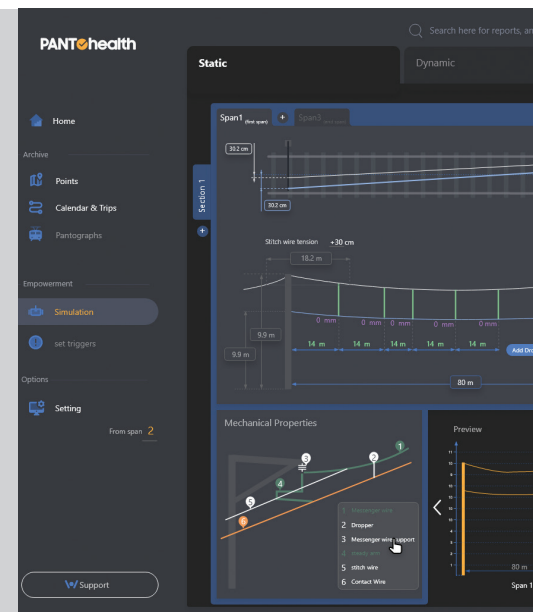 PANTohealth
Search here for reports, an
Static
Dynamic
Home
Archive
Points
Calendar & Trips
Pantographs
Empowerment
Simulation
set triggers
Options
Setting
From span 2
Support
Span1 (first span)
Span3
Section 1
30.2 cm
30.2 cm
Stitch wire tension +30 cm
18.2 m
0 mm 0 mm 0 mm 0 mm 0 mm
9.9 m
9.9 m
14 m 14 m 14 m 14 m 14 m
Add Dro
80 m
Mechanical Properties
1
2
3
4
5
6
1 Messenger wire
2 Dropper
3 Messenger wire support
4 steady arm
5 stitch wire
6 Contact Wire
Preview
80 m
Span 1